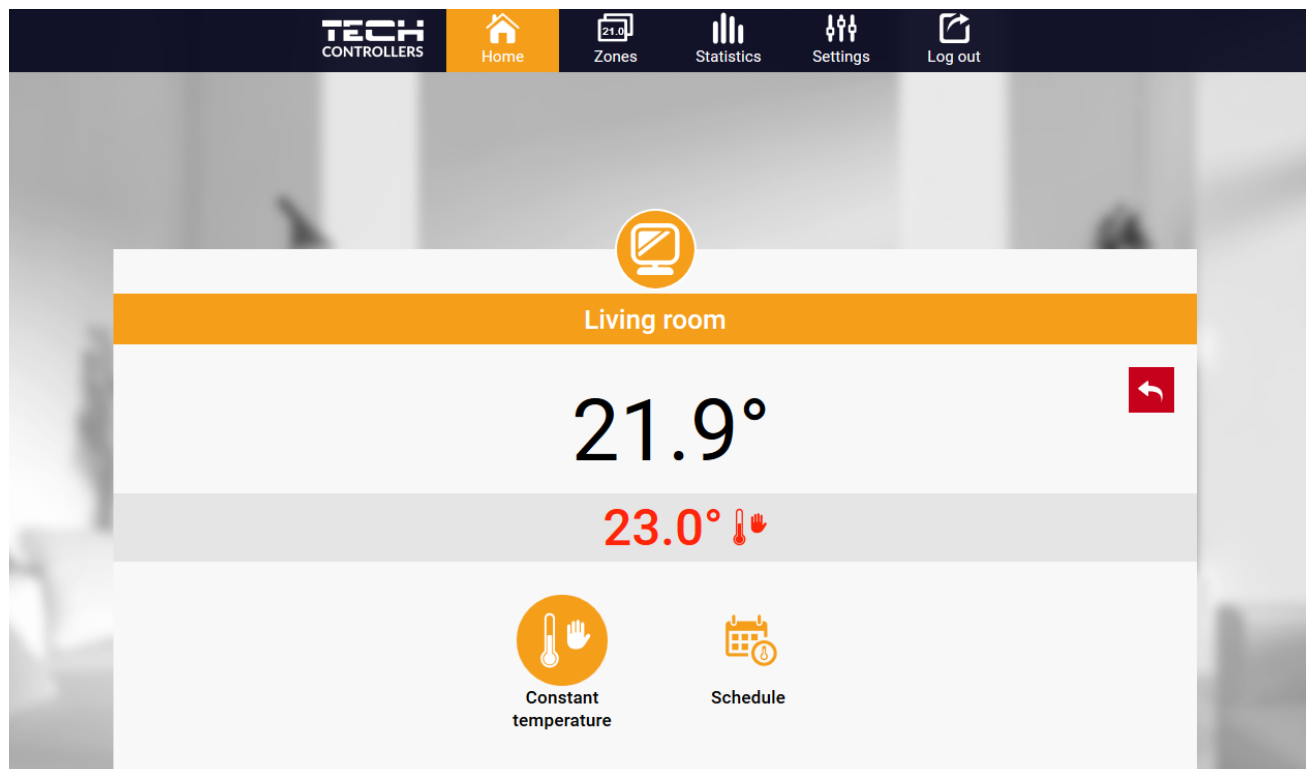 TECH
CONTROLLERS
Home
21.0
Zones
Statistics
Settings
Log out
Living room
21.9°
23.0°
Constant
temperature
Schedule